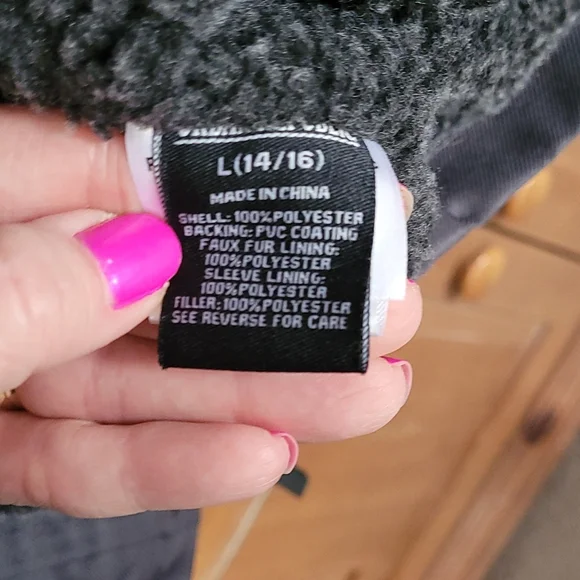 L(14/16)
MADE IN CHINA
SHELL: 100%POLYESTER
BACKING: PVC COATING
FAUX FUR LINING:
100%POLYESTER
SLEEVE LINING:
100%POLYESTER
FILLER:100%POLYESTER
SEE REVERSE FOR CARE